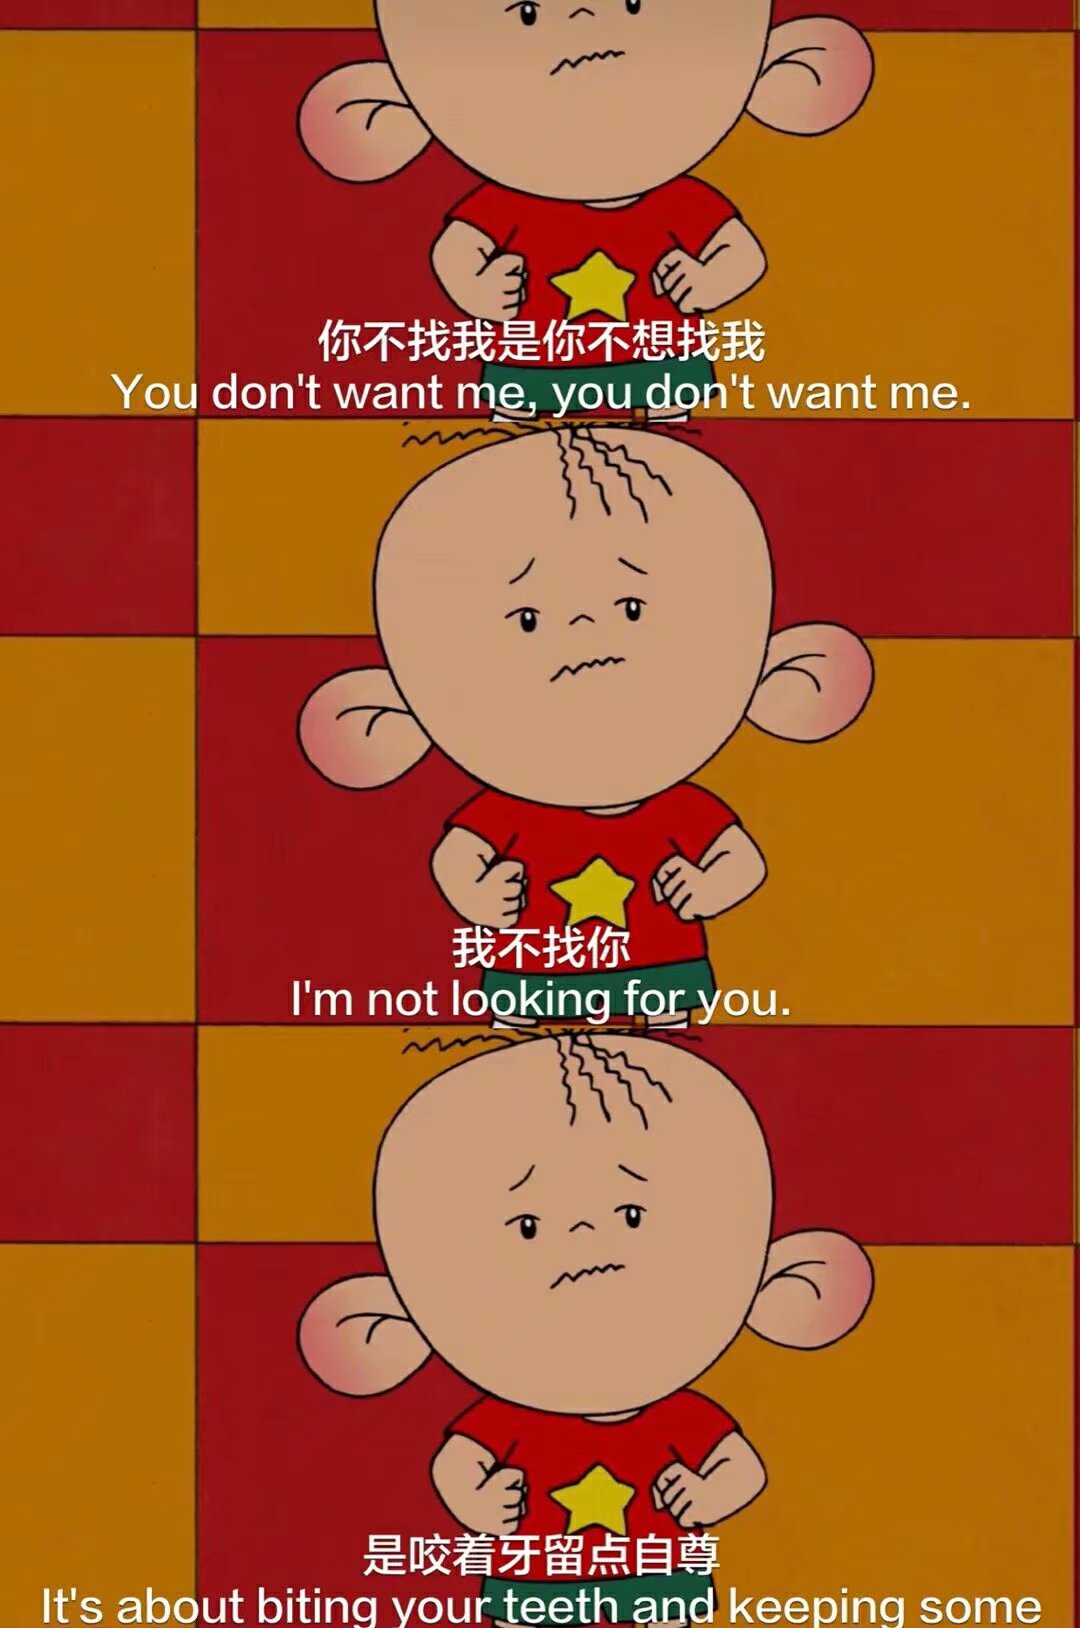 你不找我是你不想找我
You don't want me, you don't want me.
我不找你
I'm not looking for you.
是咬着牙留点自尊
It's about biting your teeth and keeping some